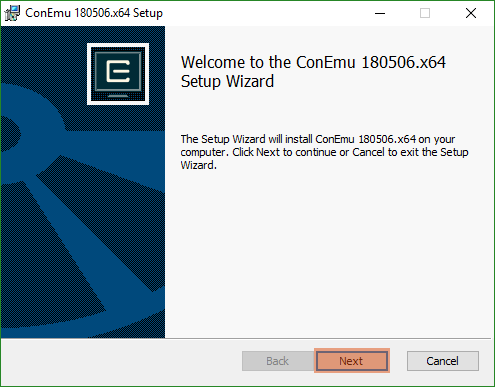 ConEmu 180506.x64 Setup
Welcome to the ConEmu 180506.x64
Setup Wizard
The Setup Wizard will install ConEmu 180506.x64 on your
computer. Click Next to continue or Cancel to exit the Setup
Wizard.
Back Next Cancel